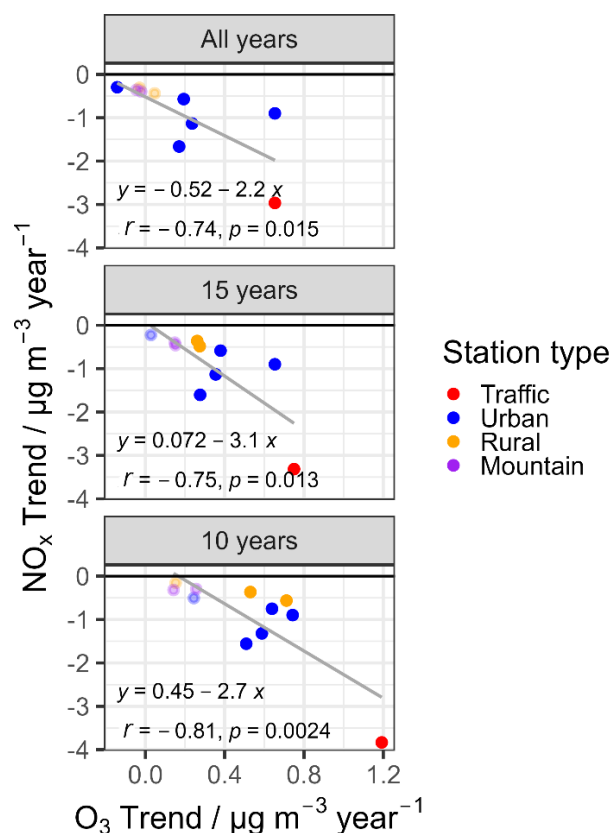 All years
0
-1
-2
-3
-4
y = − 0.52 − 2.2 x
r = − 0.74, p = 0.015
15 years
0
-1
-2
-3
-4
y = 0.072 − 3.1 x
r = − 0.75, p = 0.013
10 years
0
-1
-2
-3
-4
y = 0.45 − 2.7 x
r = − 0.81, p = 0.0024
0.0 0.4 0.8 1.2
O₃ Trend / µg m⁻³ year⁻¹
NOₓ Trend / µg m⁻³ year⁻¹
Station type
Traffic
Urban
Rural
Mountain